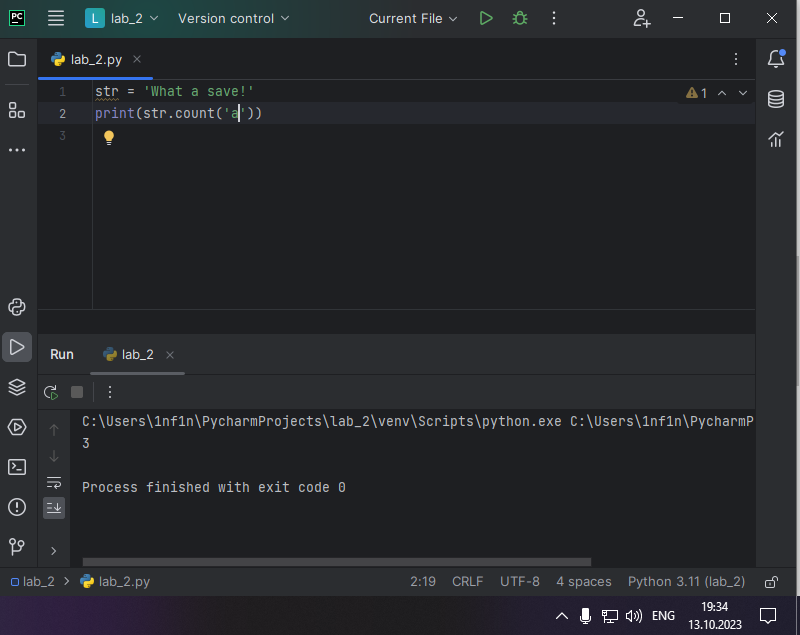 PC L lab_2 Version control Current File
lab_2.py
1 str = 'What a save!' 1
2 print(str.count('a'))
3
Run lab_2
C:\Users\1nf1n\PycharmProjects\lab_2\venv\Scripts\python.exe C:\Users\1nf1n\PycharmP
3
Process finished with exit code 0
lab_2 lab_2.py 2:19 CRLF UTF-8 4 spaces Python 3.11 (lab_2)
ENG 19:34
13.10.2023